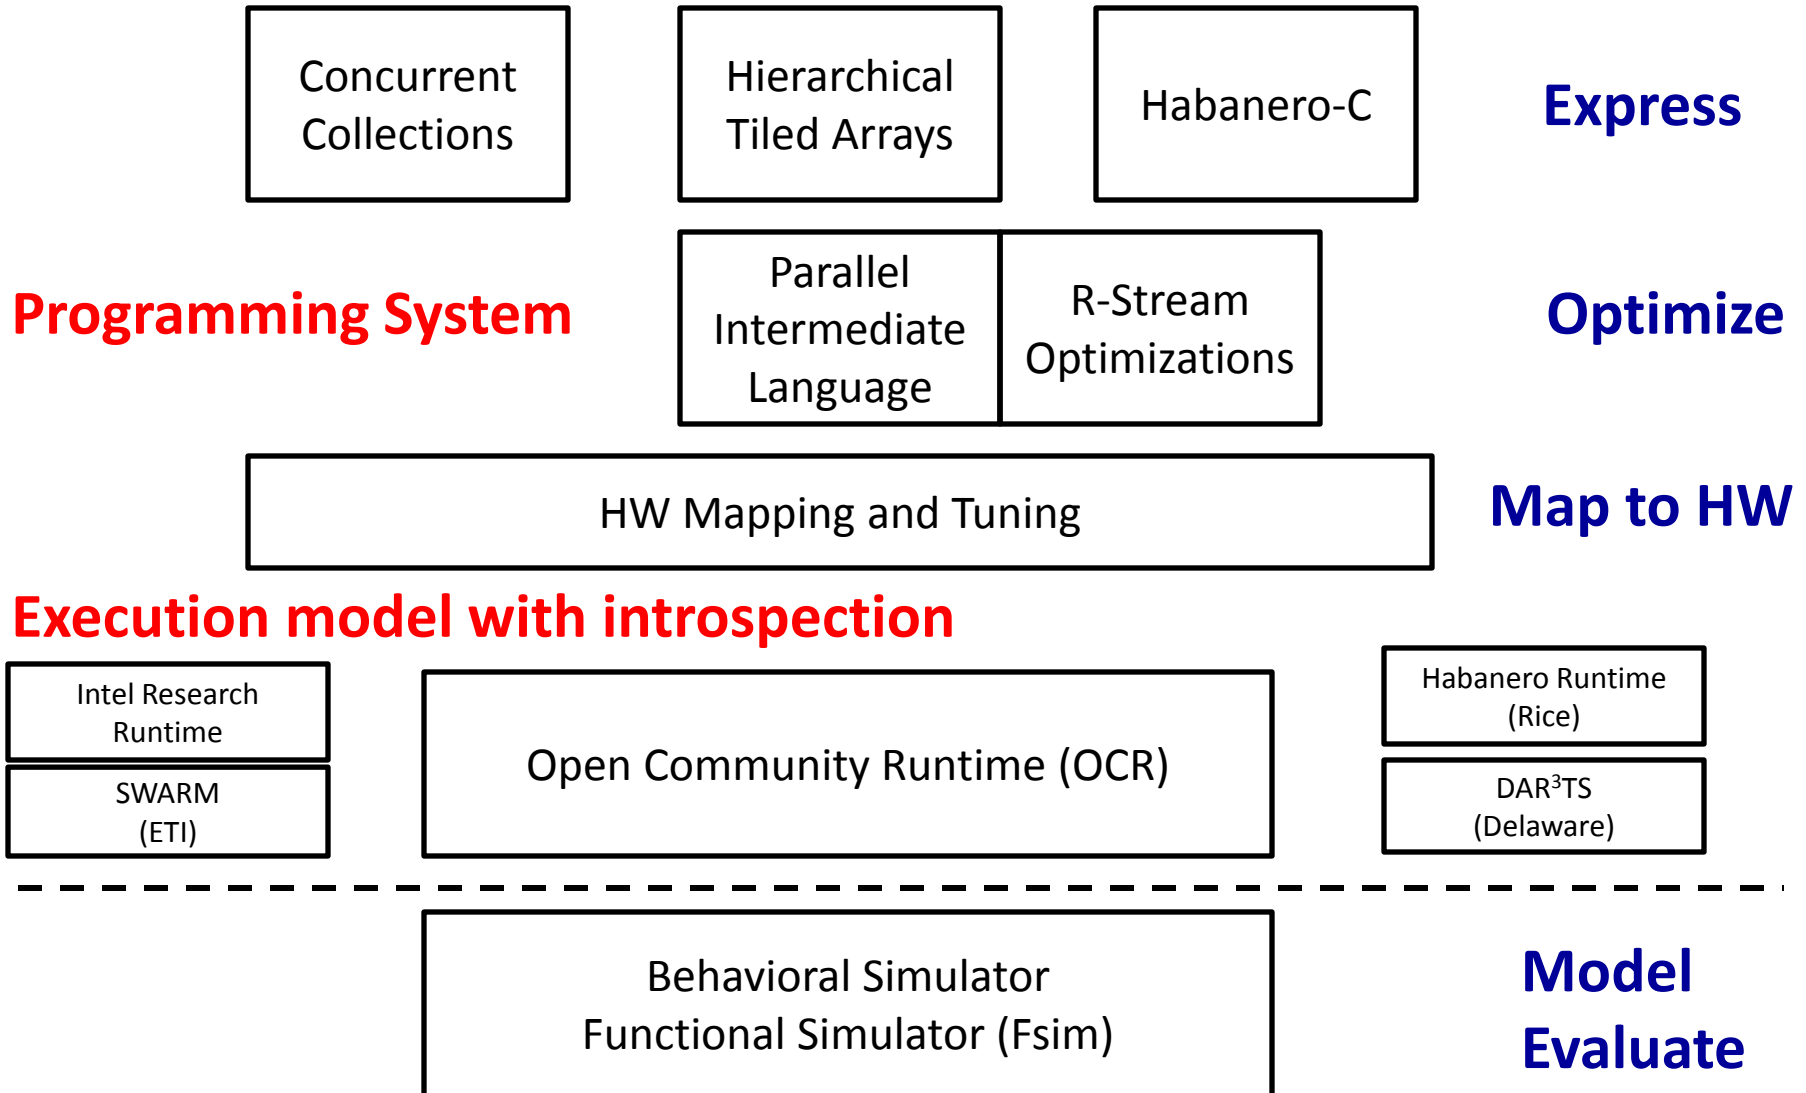 Concurrent
Collections
Hierarchical
Tiled Arrays
Habanero-C
Express
Programming System
Parallel
Intermediate
Language
R-Stream
Optimizations
Optimize
HW Mapping and Tuning
Map to HW
Execution model with introspection
Intel Research
Runtime
SWARM
(ETI)
Open Community Runtime (OCR)
Habanero Runtime
(Rice)
DAR³TS
(Delaware)
Behavioral Simulator
Functional Simulator (Fsim)
Model
Evaluate